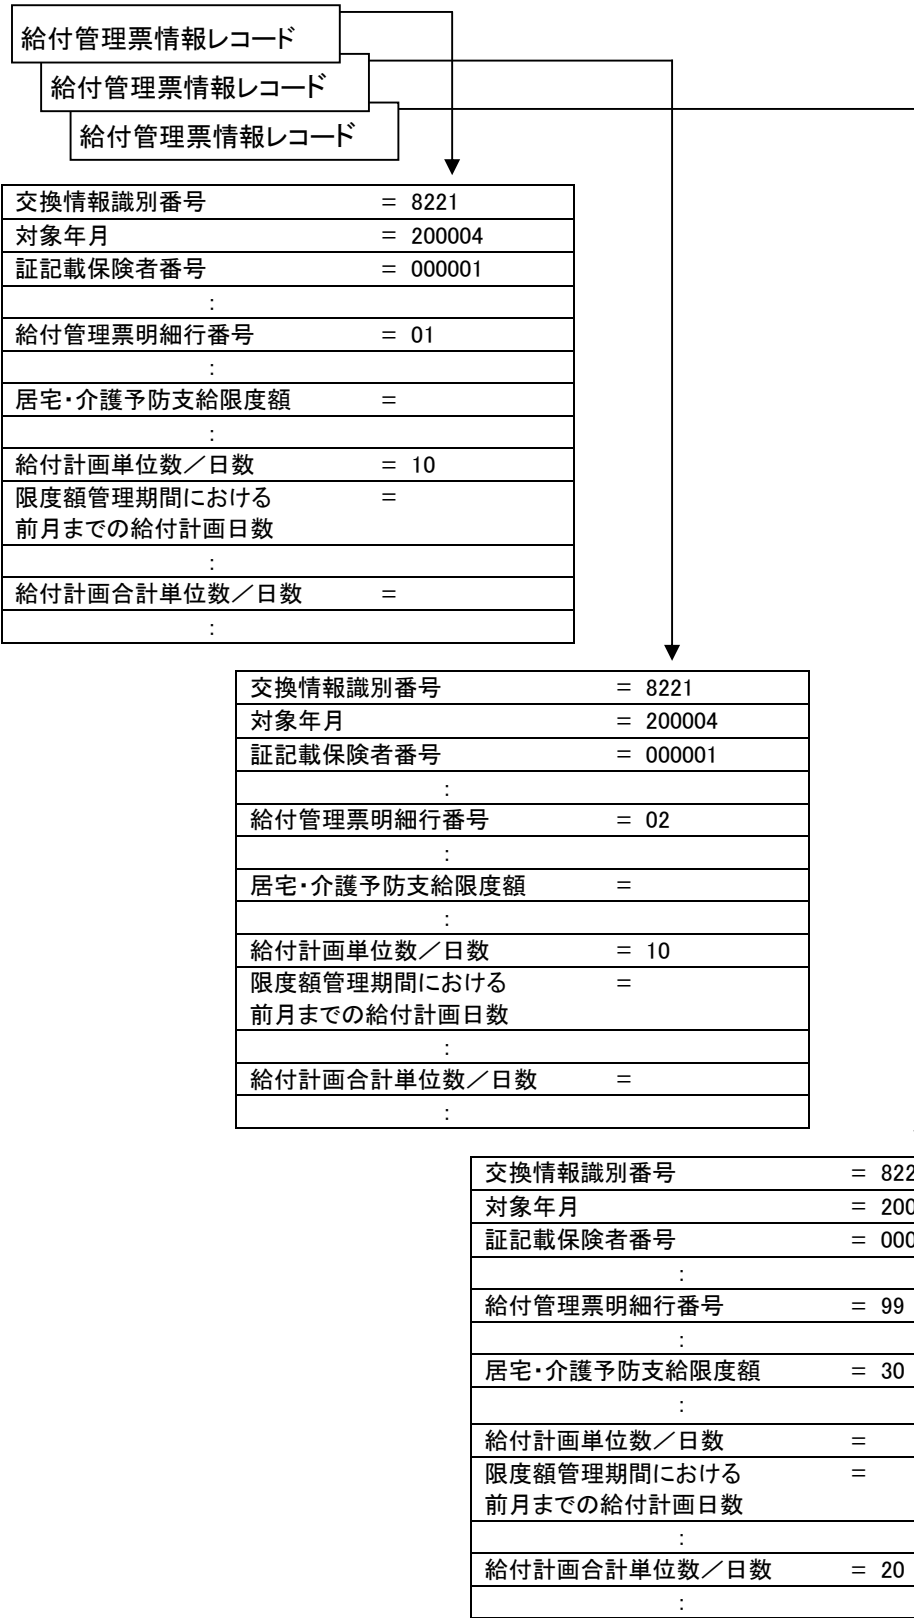 給付管理票情報レコード
給付管理票情報レコード
給付管理票情報レコード
交換情報識別番号 = 8221
対象年月 = 200004
証記載保険者番号 = 000001
:
給付管理票明細行番号 = 01
:
居宅・介護予防支給限度額 =
:
給付計画単位数／日数 = 10
限度額管理期間における =
前月までの給付計画日数
:
給付計画合計単位数／日数 =
:
交換情報識別番号 = 8221
対象年月 = 200004
証記載保険者番号 = 000001
:
給付管理票明細行番号 = 02
:
居宅・介護予防支給限度額 =
:
給付計画単位数／日数 = 10
限度額管理期間における =
前月までの給付計画日数
:
給付計画合計単位数／日数 =
:
交換情報識別番号 = 822
対象年月 = 200
証記載保険者番号 = 000
:
給付管理票明細行番号 = 99
:
居宅・介護予防支給限度額 = 30
:
給付計画単位数／日数 =
限度額管理期間における =
前月までの給付計画日数
:
給付計画合計単位数／日数 = 20
: